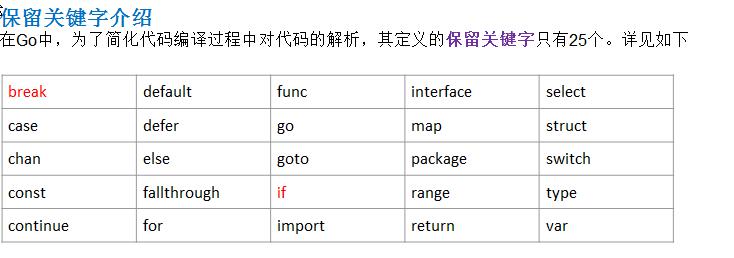 保留关键字介绍
在Go中，为了简化代码编译过程中对代码的解析，其定义的保留关键字只有25个。详见如下
break default func interface select
case defer go map struct
chan else goto package switch
const fallthrough if range type
continue for import return var